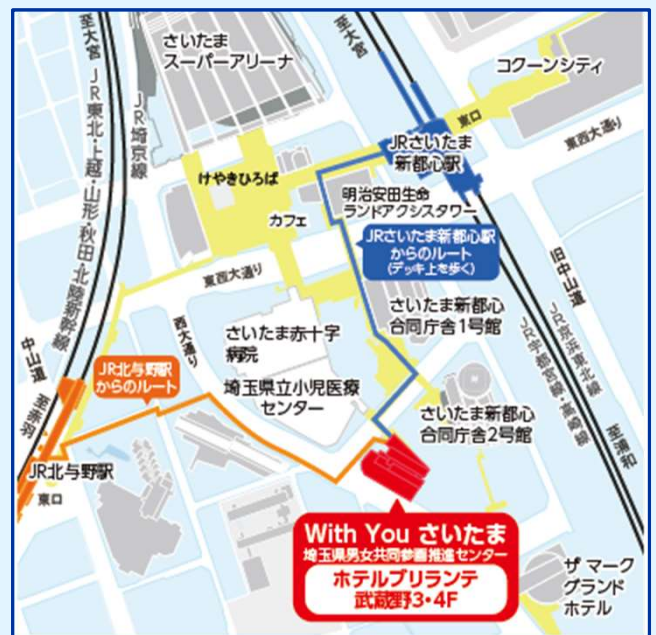 至大宮
JR東北・上越・山形・秋田・北陸新幹線
JR埼京線
さいたま
スーパーアリーナ
至大宮
コクーンシティ
東口
JRさいたま
新都心駅
東西大通り
けやきひろば
明治安田生命
ランドアクシスタワー
カフェ
JRさいたま新都心駅
からのルート
(デッキ上を歩く)
旧中山道
東西大通り
西大通り
さいたま新都心
合同庁舎1号館
さいたま赤十字
病院
JR京浜東北線
JR宇都宮線・高崎線
中山道
至赤羽
JR北与野駅
からのルート
埼玉県立小児医療
センター
さいたま新都心
合同庁舎2号館
至浦和
JR北与野駅
東口
With You さいたま
埼玉県男女共同参画推進センター
ホテルブリランテ
武蔵野3・4F
ザ マーク
グランド
ホテル